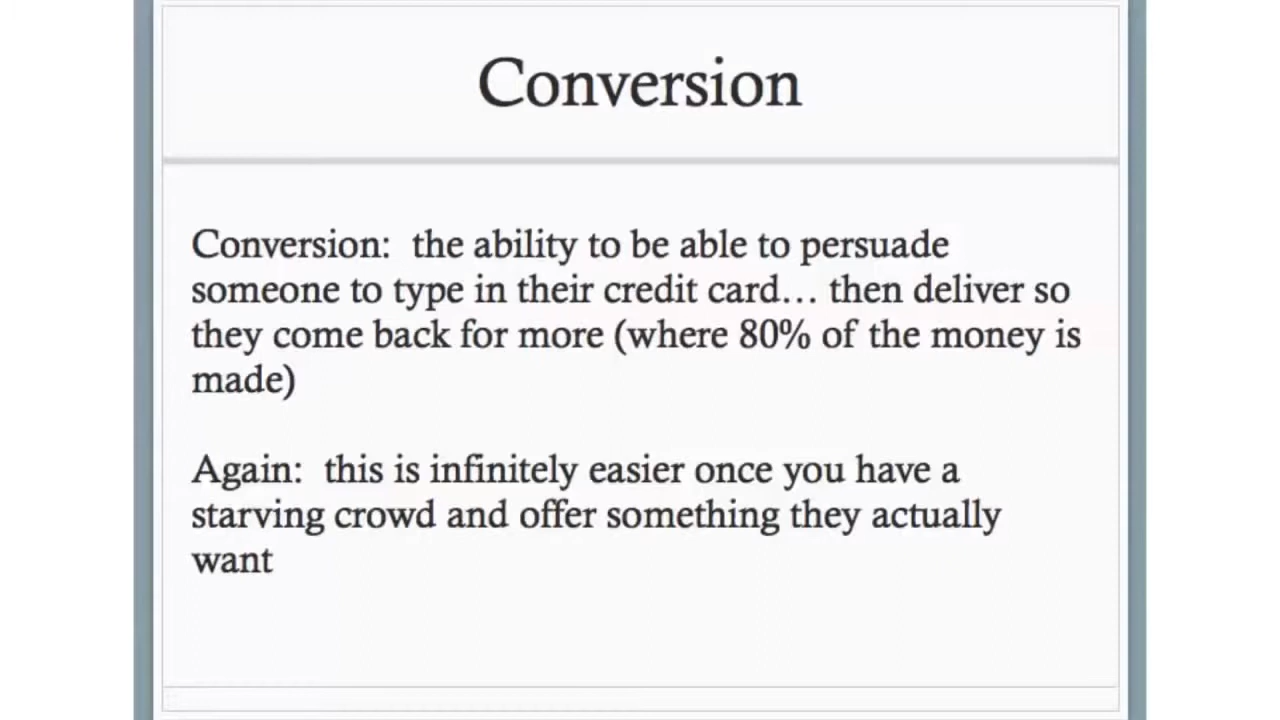 Conversion
Conversion:  the ability to be able to persuade
someone to type in their credit card… then deliver so
they come back for more (where 80% of the money is
made)
Again:  this is infinitely easier once you have a
starving crowd and offer something they actually
want